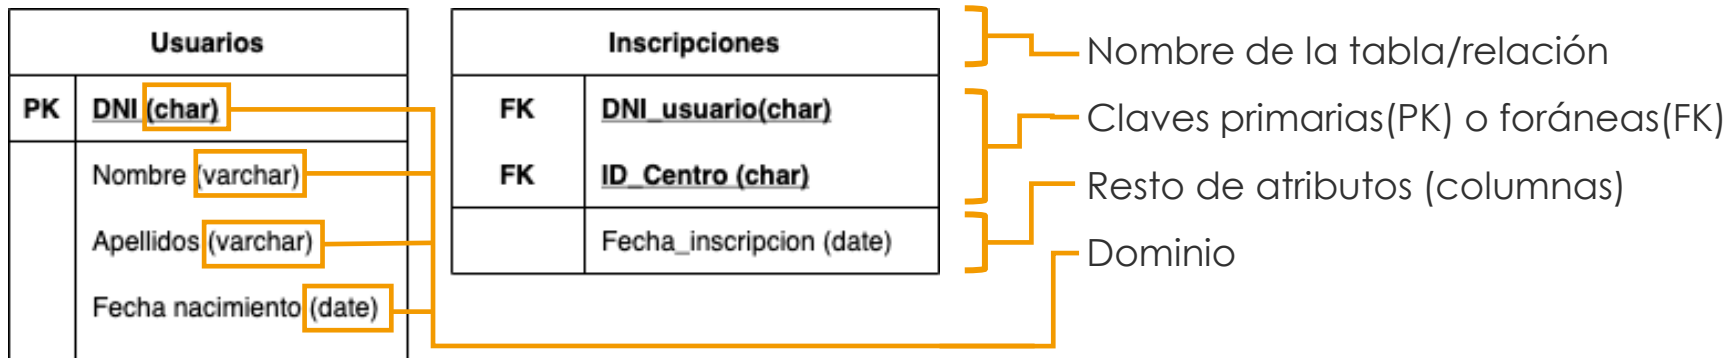 Usuarios
PK DNI (char)
Nombre (varchar)
Apellidos (varchar)
Fecha nacimiento (date)
Inscripciones
FK DNI_usuario(char)
FK ID_Centro (char)
Fecha_inscripcion (date)
Nombre de la tabla/relación
Claves primarias(PK) o foráneas(FK)
Resto de atributos (columnas)
Dominio